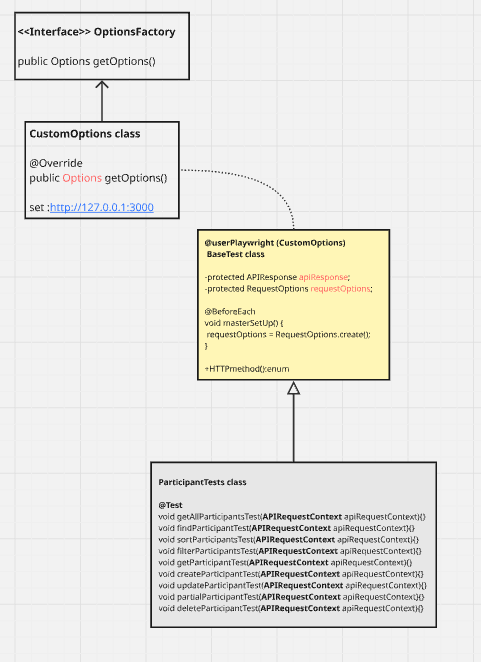 <<Interface>> OptionsFactory
public Options getOptions()
CustomOptions class
@Override
public Options getOptions()
set :http://127.0.0.1:3000
@userPlaywright (CustomOptions)
BaseTest class
-protected APIResponse apiResponse;
-protected RequestOptions requestOptions;
@BeforeEach
void masterSetUp() {
requestOptions = RequestOptions.create();
}
+HTTPmethod():enum
ParticipantTests class
@Test
void getAllParticipantsTest(APIRequestContext apiRequestContext){}
void findParticipantTest(APIRequestContext apiRequestContext){}
void sortParticipantsTest(APIRequestContext apiRequestContext){}
void filterParticipantsTest(APIRequestContext apiRequestContext){}
void getParticipantTest(APIRequestContext apiRequestContext){}
void createParticipantTest(APIRequestContext apiRequestContext){}
void updateParticipantTest(APIRequestContext apiRequestContext){}
void partialParticipantTest(APIRequestContext apiRequestContext){}
void deleteParticipantTest(APIRequestContext apiRequestContext){}